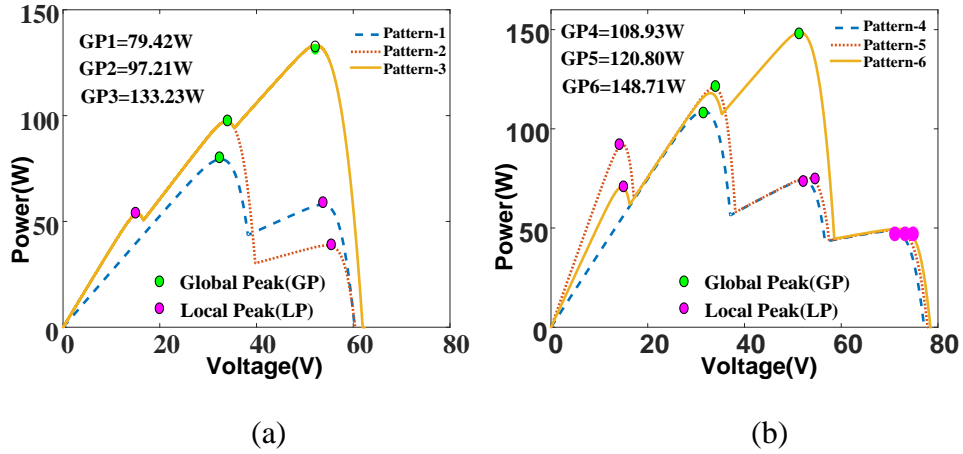 GP1=79.42W
GP2=97.21W
GP3=133.23W
Pattern-1
Pattern-2
Pattern-3
Global Peak(GP)
Local Peak(LP)
Power(W)
0
50
100
150
0
20
40
60
80
Voltage(V)
(a)
GP4=108.93W
GP5=120.80W
GP6=148.71W
Pattern-4
Pattern-5
Pattern-6
Global Peak(GP)
Local Peak(LP)
Power(W)
0
50
100
150
0
20
40
60
80
Voltage(V)
(b)